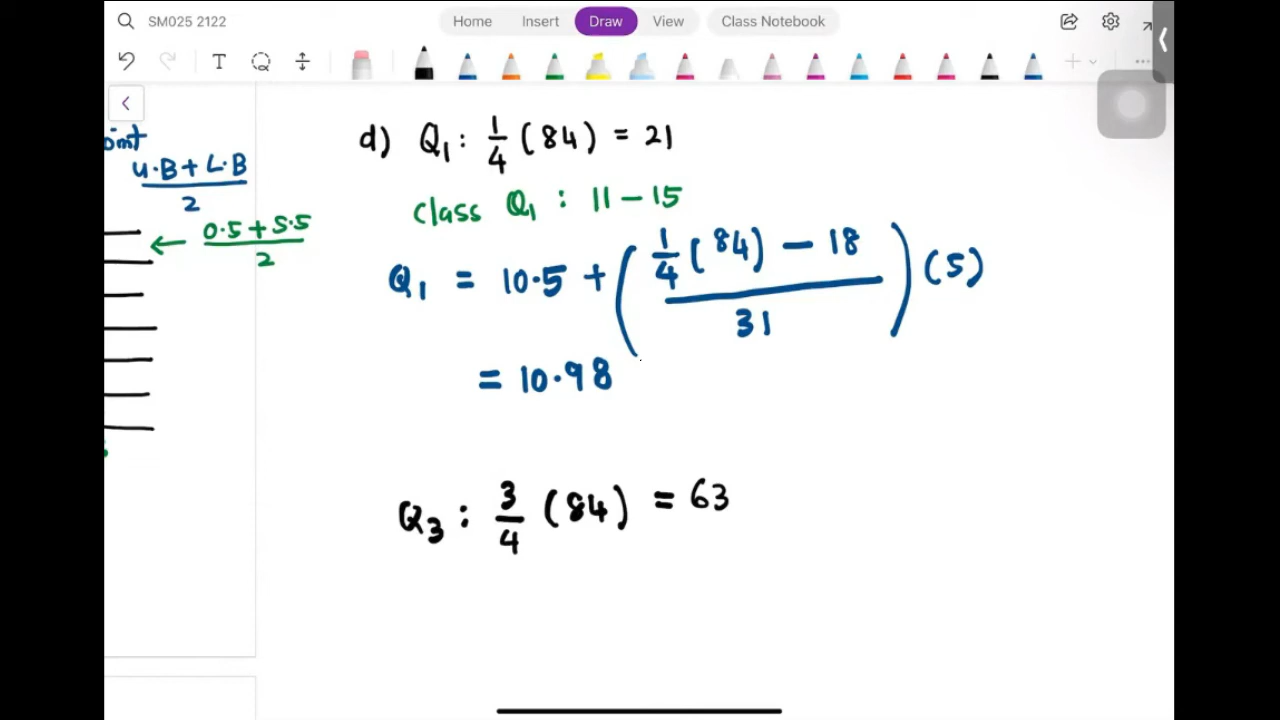 SM025 2122
Home Insert Draw View Class Notebook
T
oint
U.B + L.B
2
0.5 + 5.5
2
d) Q1 : 1/4 (84) = 21
class Q1 : 11 - 15
Q1 = 10.5 + ( (1/4 (84) - 18) / 31 ) (5)
= 10.98
Q3 : 3/4 (84) = 63